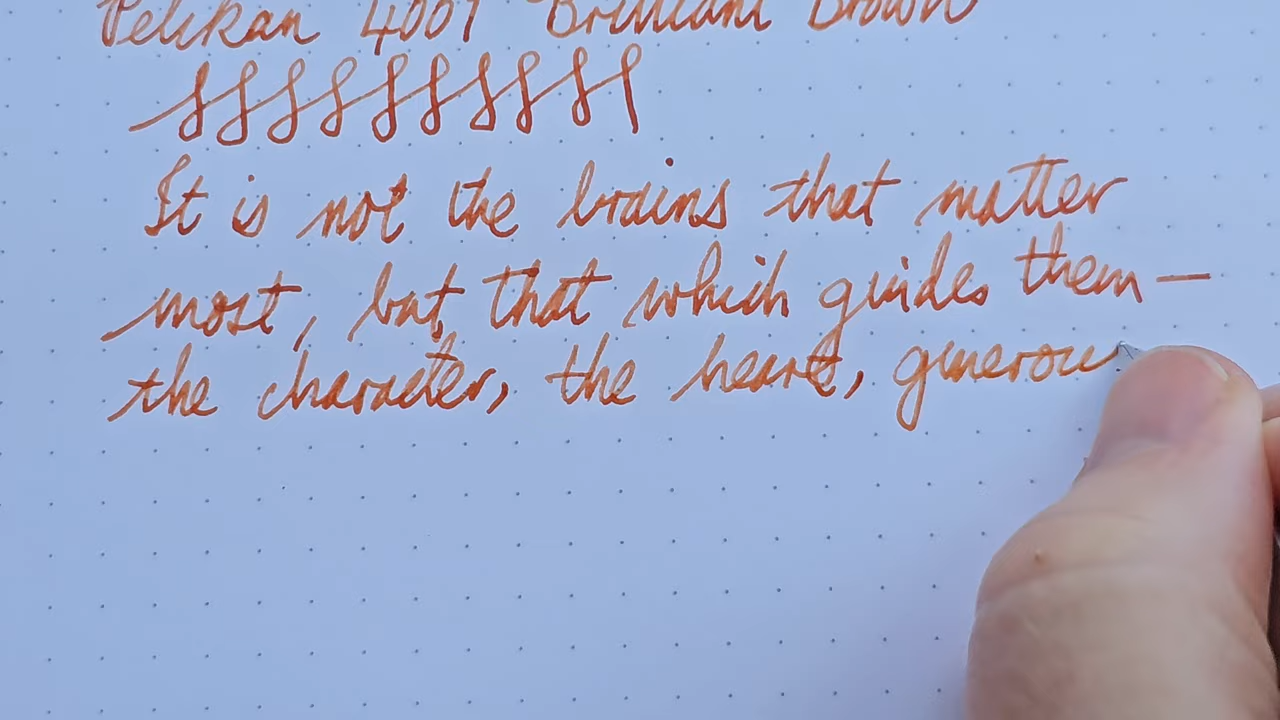 Pelikan 4001 Brilliant Brown
It is not the brains that matter
most, but that which guides them —
the character, the heart, generou